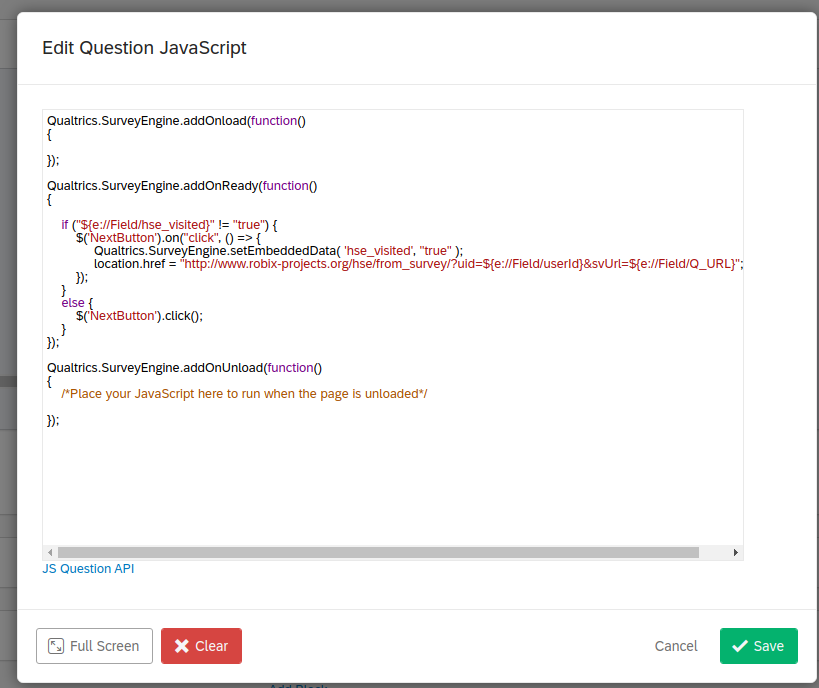 Edit Question JavaScript
Qualtrics.SurveyEngine.addOnload(function()
{
});
Qualtrics.SurveyEngine.addOnReady(function()
{
if ("${e://Field/hse_visited}" != "true") {
$('NextButton').on("click", () => {
Qualtrics.SurveyEngine.setEmbeddedData( 'hse_visited', "true" );
location.href = "http://www.robix-projects.org/hse/from_survey/?uid=${e://Field/userId}&svUrl=${e://Field/Q_URL}";
});
}
else {
$('NextButton').click();
}
});
Qualtrics.SurveyEngine.addOnUnload(function()
{
/*Place your JavaScript here to run when the page is unloaded*/
});
JS Question API
Full Screen
Clear
Cancel
Save